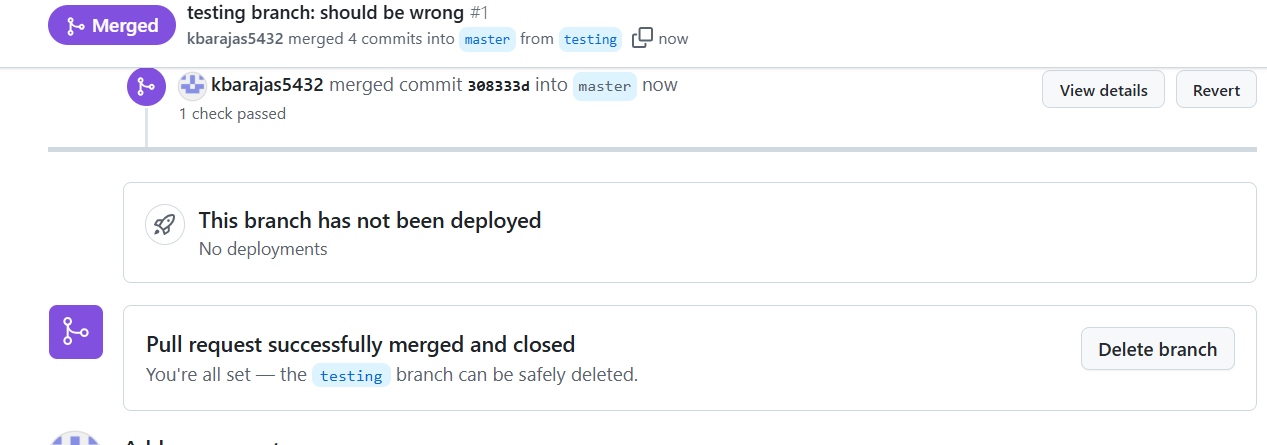 Merged
testing branch: should be wrong #1
kbarajas5432 merged 4 commits into master from testing now
kbarajas5432 merged commit 308333d into master now
View details
Revert
1 check passed
This branch has not been deployed
No deployments
Pull request successfully merged and closed
You're all set — the testing branch can be safely deleted.
Delete branch